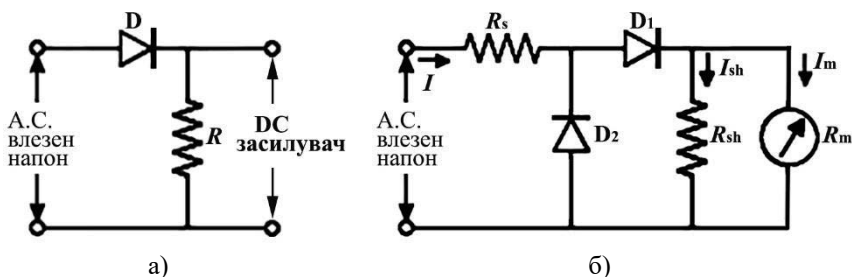 D
R
А.С.
влезен
напон
DC
засилувач
а)
Rs
D1
I
Ish
Im
D2
Rsh
Rm
А.С.
влезен
напон
б)